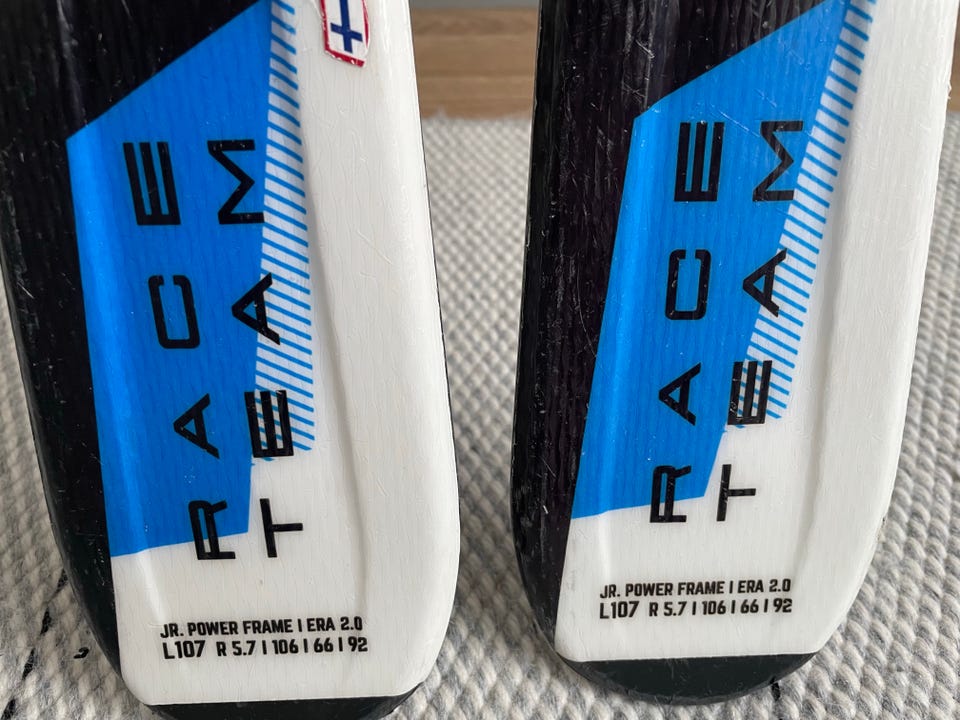 RACE
TEAM
JR. POWER FRAME | ERA 2.0
L107 R 5.7 | 106 | 66 | 92
RACE
TEAM
JR. POWER FRAME | ERA 2.0
L107 R 5.7 | 106 | 66 | 92